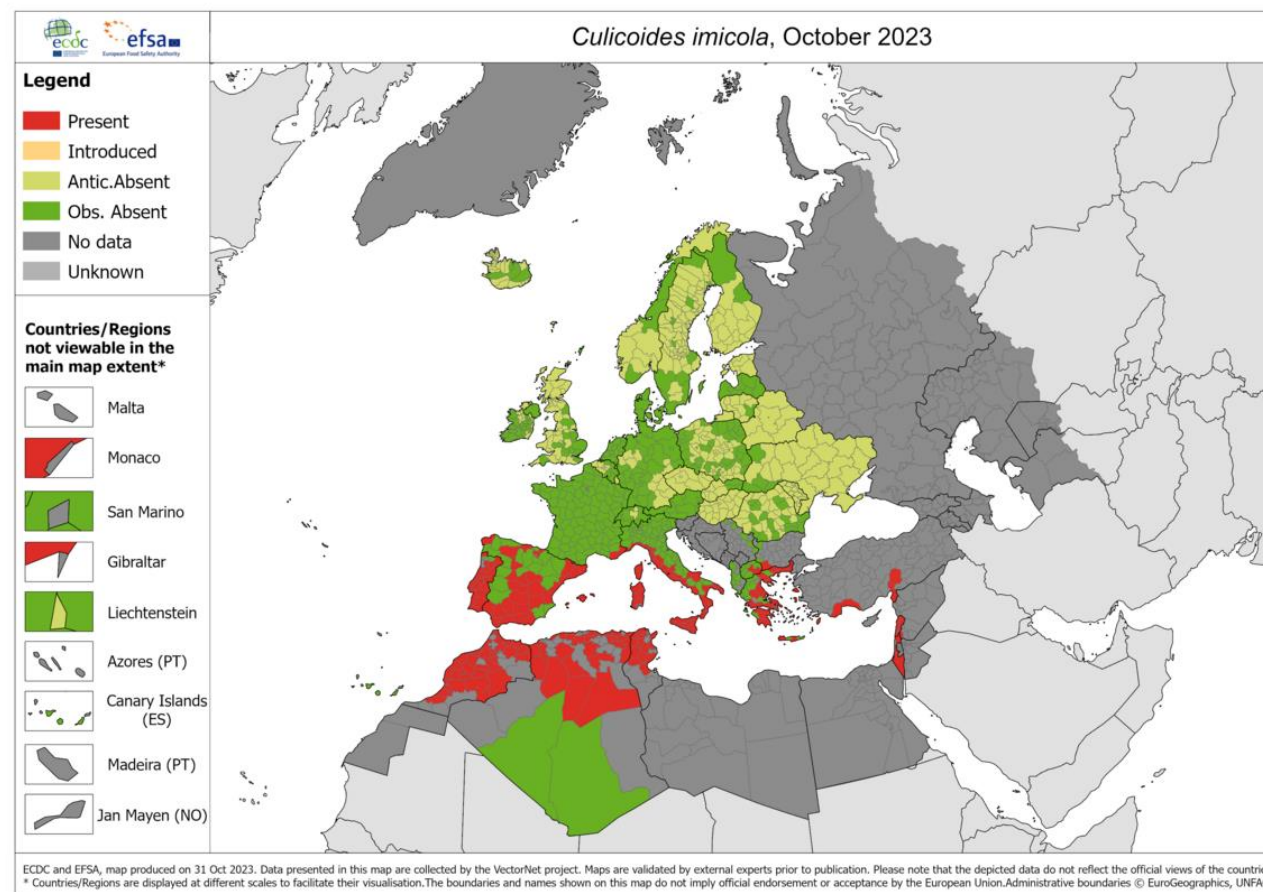 ecdc
efsa
European Food Safety Authority
Culicoides imicola, October 2023
Legend
Present
Introduced
Antic.Absent
Obs. Absent
No data
Unknown
Countries/Regions
not viewable in the
main map extent*
Malta
Monaco
San Marino
Gibraltar
Liechtenstein
Azores (PT)
Canary Islands
(ES)
Madeira (PT)
Jan Mayen (NO)
ECDC and EFSA, map produced on 31 Oct 2023. Data presented in this map are collected by the VectorNet project. Maps are validated by external experts prior to publication. Please note that the depicted data do not reflect the official views of the countrie
* Countries/Regions are displayed at different scales to facilitate their visualisation.The boundaries and names shown on this map do not imply official endorsement or acceptance by the European Union.Administrative boundaries © EuroGeographics, UNFA